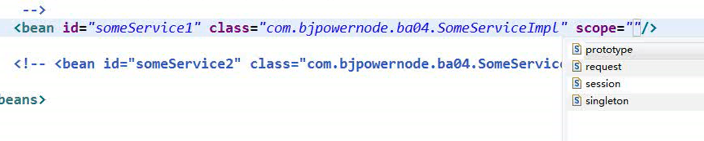 -->
<bean id="someService1" class="com.bjpowernode.ba04.SomeServiceImpl" scope=""/>
prototype
<!-- <bean id="someService2" class="com.bjpowernode.ba04.SomeService
request
session
beans>
singleton